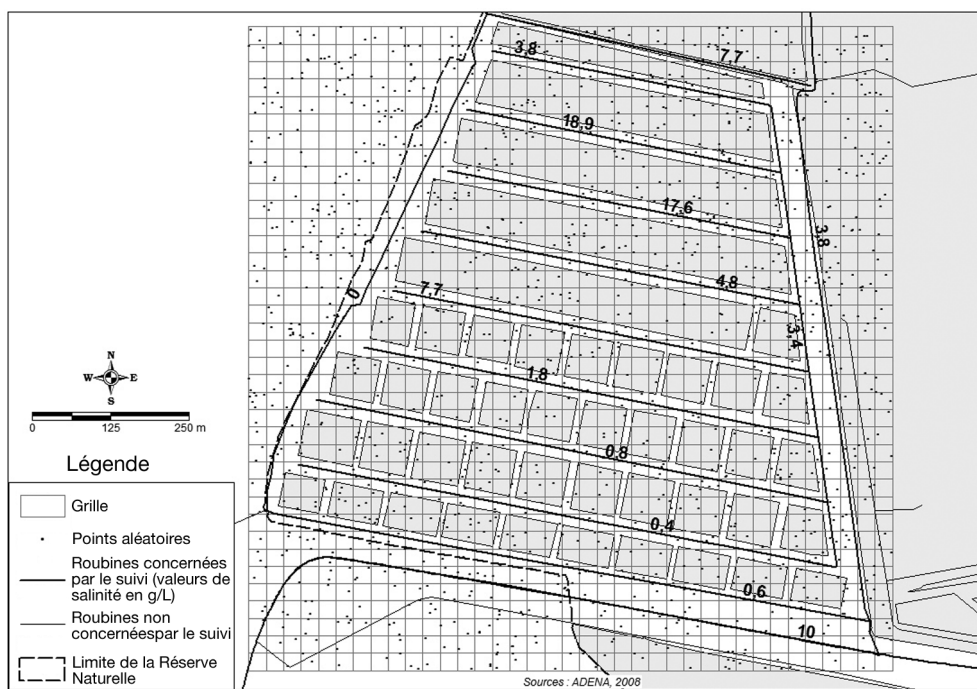 7,7
3,8
18,9
17,6
3,8
4,8
0
7,7
3,4
1,8
0,8
0,4
0,6
10
N
W E
S
0 125 250 m
Légende
Grille
Points aléatoires
Roubines concernées
par le suivi (valeurs de
salinité en g/L)
Roubines non
concernéespar le suivi
Limite de la Réserve
Naturelle
Sources : ADENA, 2008